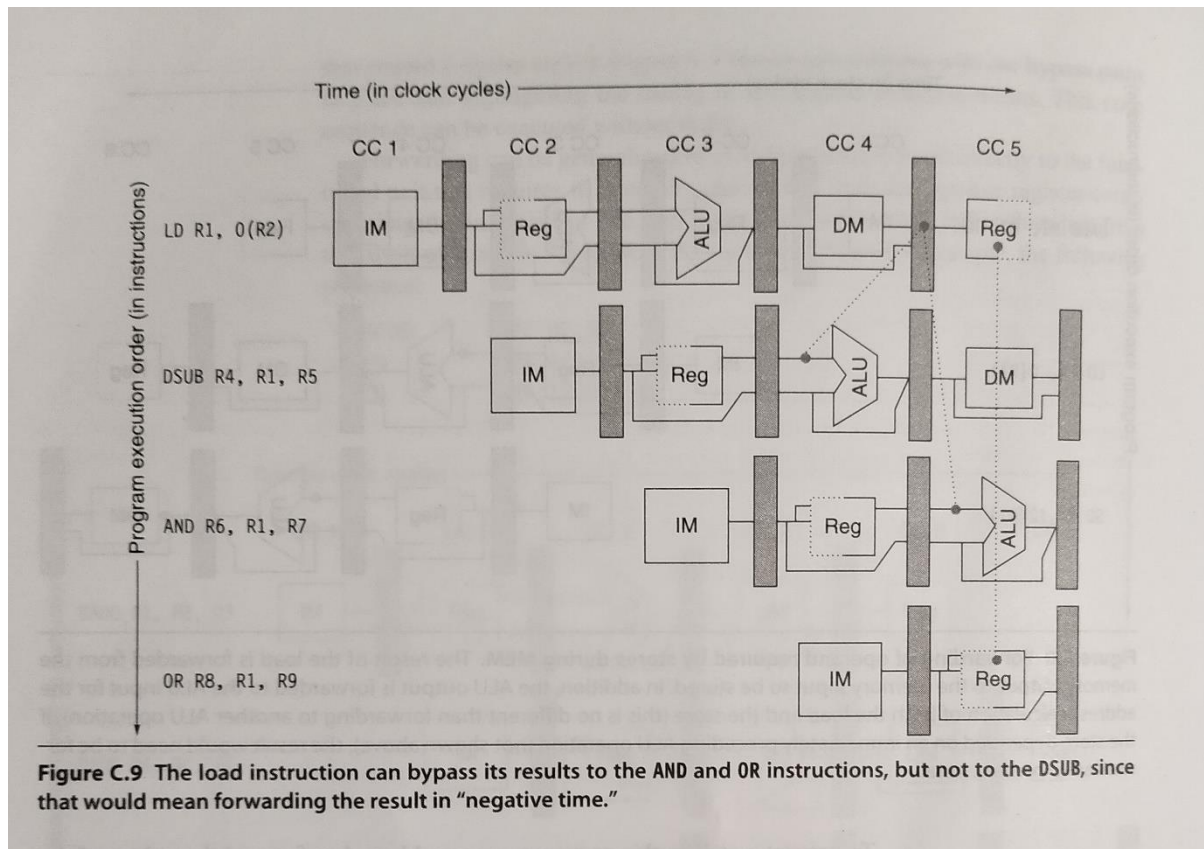 Time (in clock cycles)
CC 1 CC 2 CC 3 CC 4 CC 5
Program execution order (in instructions)
LD R1, 0(R2) IM Reg ALU DM Reg
DSUB R4, R1, R5 IM Reg ALU DM
AND R6, R1, R7 IM Reg ALU
OR R8, R1, R9 IM Reg
Figure C.9 The load instruction can bypass its results to the AND and OR instructions, but not to the DSUB, since
that would mean forwarding the result in “negative time.”